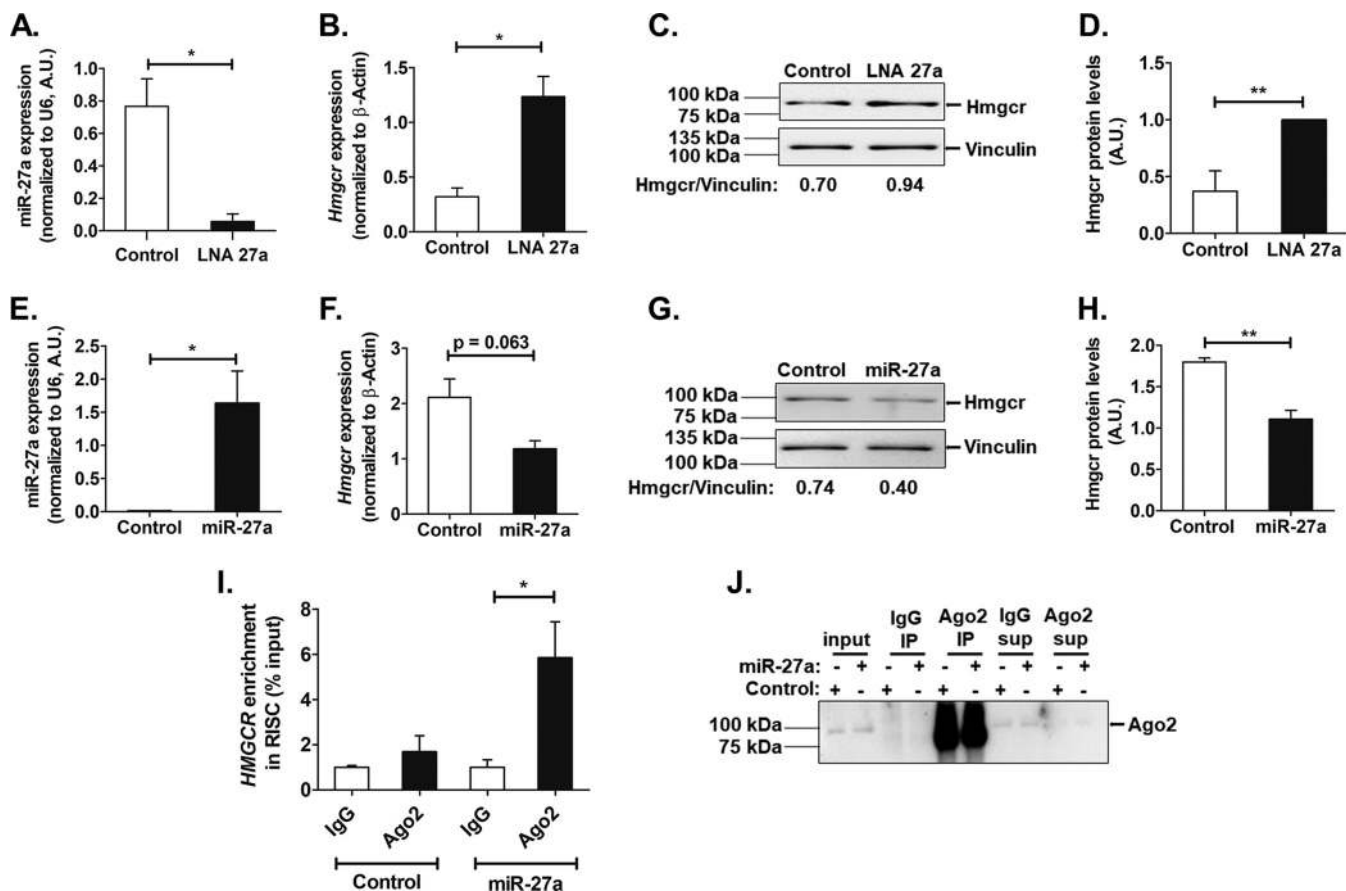 A.
miR-27a expression
(normalized to U6, A.U.)
1.0
0.8
0.6
0.4
0.2
0.0
*
Control LNA 27a
B.
Hmgcr expression
(normalized to β-Actin)
1.5
1.0
0.5
0.0
*
Control LNA 27a
C.
Control LNA 27a
100 kDa
75 kDa
Hmgcr
135 kDa
100 kDa
Vinculin
Hmgcr/Vinculin: 0.70 0.94
D.
Hmgcr protein levels
(A.U.)
1.5
1.0
0.5
0.0
**
Control LNA 27a
E.
miR-27a expression
(normalized to U6, A.U.)
2.5
2.0
1.5
1.0
0.5
0.0
*
Control miR-27a
F.
Hmgcr expression
(normalized to β-Actin)
3
2
1
0
p = 0.063
Control miR-27a
G.
Control miR-27a
100 kDa
75 kDa
Hmgcr
135 kDa
100 kDa
Vinculin
Hmgcr/Vinculin: 0.74 0.40
H.
Hmgcr protein levels
(A.U.)
2.0
1.5
1.0
0.5
0.0
**
Control miR-27a
I.
HMGCR enrichment
in RISC (% input)
8
6
4
2
0
*
IgG Ago2 IgG Ago2
Control miR-27a
J.
input IgG IP Ago2 IP IgG sup Ago2 sup
miR-27a: - + - + - + - + - +
Control: + - + - + - + - + -
100 kDa
75 kDa
Ago2